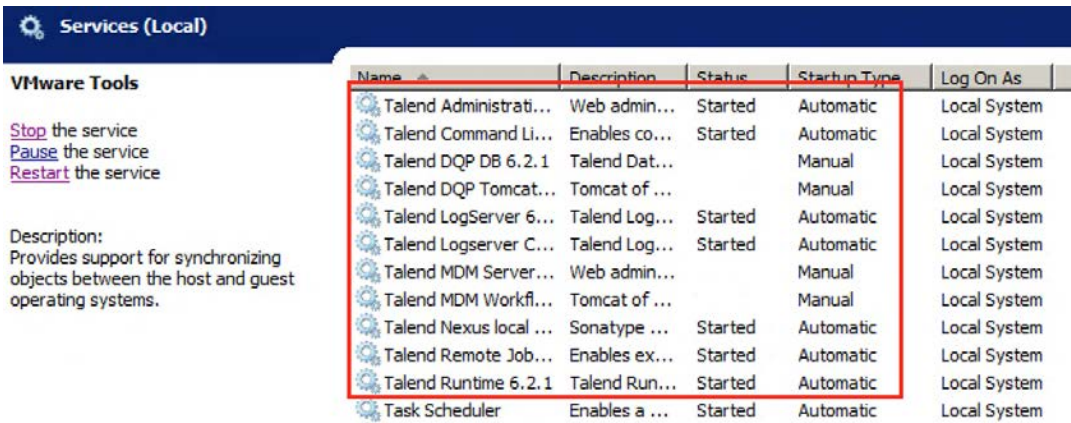 Services (Local)
VMware Tools
Stop the service
Pause the service
Restart the service
Description:
Provides support for synchronizing
objects between the host and guest
operating systems.
Name Description Status Startup Type Log On As
Talend Administrati... Web admin... Started Automatic Local System
Talend Command Li... Enables co... Started Automatic Local System
Talend DQP DB 6.2.1 Talend Dat... Manual Local System
Talend DQP Tomcat... Tomcat of ... Manual Local System
Talend LogServer 6... Talend Log... Started Automatic Local System
Talend Logserver C... Talend Log... Started Automatic Local System
Talend MDM Server... Web admin... Manual Local System
Talend MDM Workfl... Tomcat of ... Manual Local System
Talend Nexus local ... Sonatype ... Started Automatic Local System
Talend Remote Job... Enables ex... Started Automatic Local System
Talend Runtime 6.2.1 Talend Run... Started Automatic Local System
Task Scheduler Enables a ... Started Automatic Local System